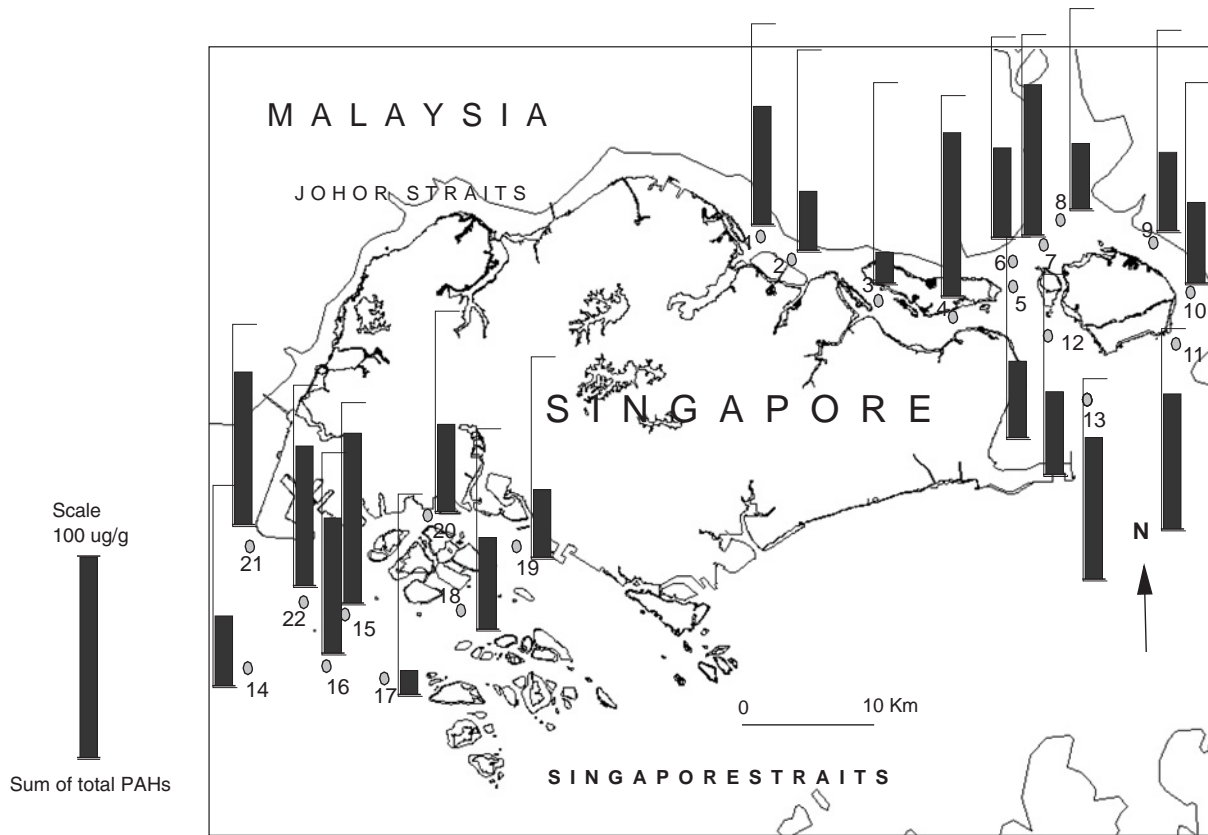 MALAYSIA
JOHOR STRAITS
8
1
9
2
6
7
3
5
10
4
12
11
SINGAPORE
13
Scale
100 ug/g
20
N
21
19
18
22
15
14
16
17
0
10 Km
Sum of total PAHs
SINGAPORESTRAITS